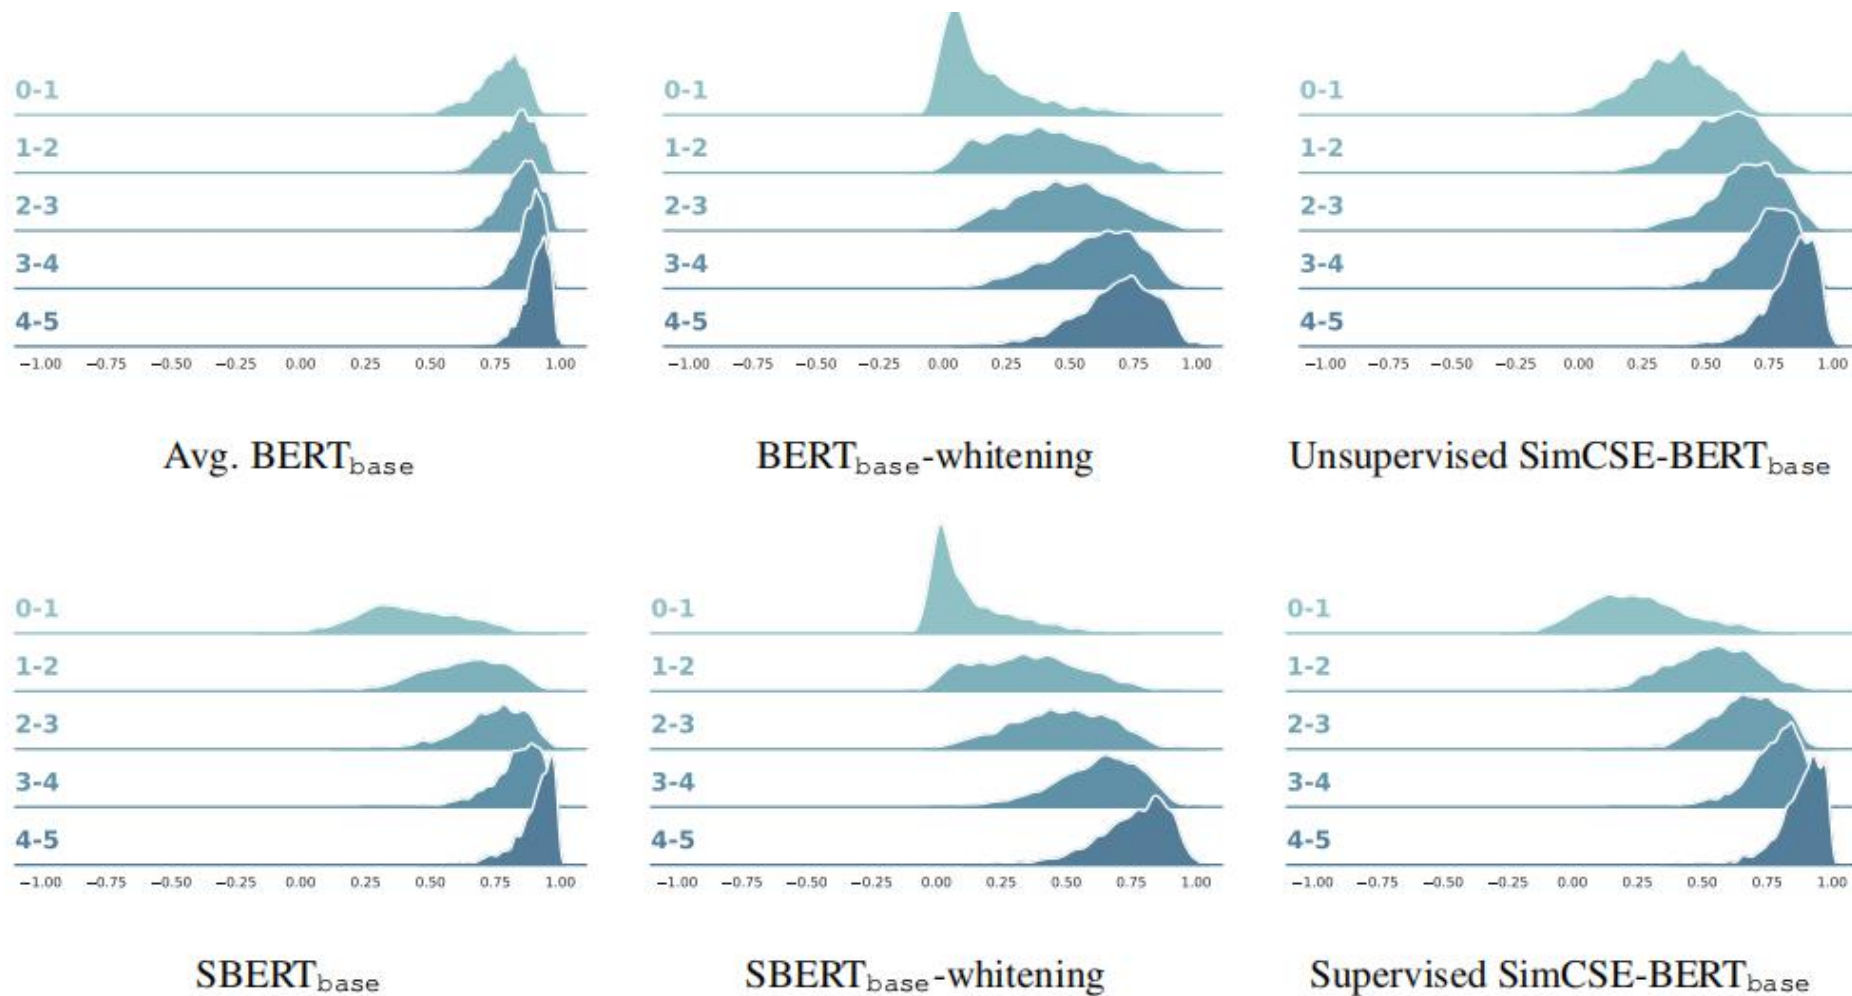 0-1
1-2
2-3
3-4
4-5
−1.00 −0.75 −0.50 −0.25 0.00 0.25 0.50 0.75 1.00
Avg. BERTbase
0-1
1-2
2-3
3-4
4-5
−1.00 −0.75 −0.50 −0.25 0.00 0.25 0.50 0.75 1.00
BERTbase-whitening
0-1
1-2
2-3
3-4
4-5
−1.00 −0.75 −0.50 −0.25 0.00 0.25 0.50 0.75 1.00
Unsupervised SimCSE-BERTbase
0-1
1-2
2-3
3-4
4-5
−1.00 −0.75 −0.50 −0.25 0.00 0.25 0.50 0.75 1.00
SBERTbase
0-1
1-2
2-3
3-4
4-5
−1.00 −0.75 −0.50 −0.25 0.00 0.25 0.50 0.75 1.00
SBERTbase-whitening
0-1
1-2
2-3
3-4
4-5
−1.00 −0.75 −0.50 −0.25 0.00 0.25 0.50 0.75 1.00
Supervised SimCSE-BERTbase